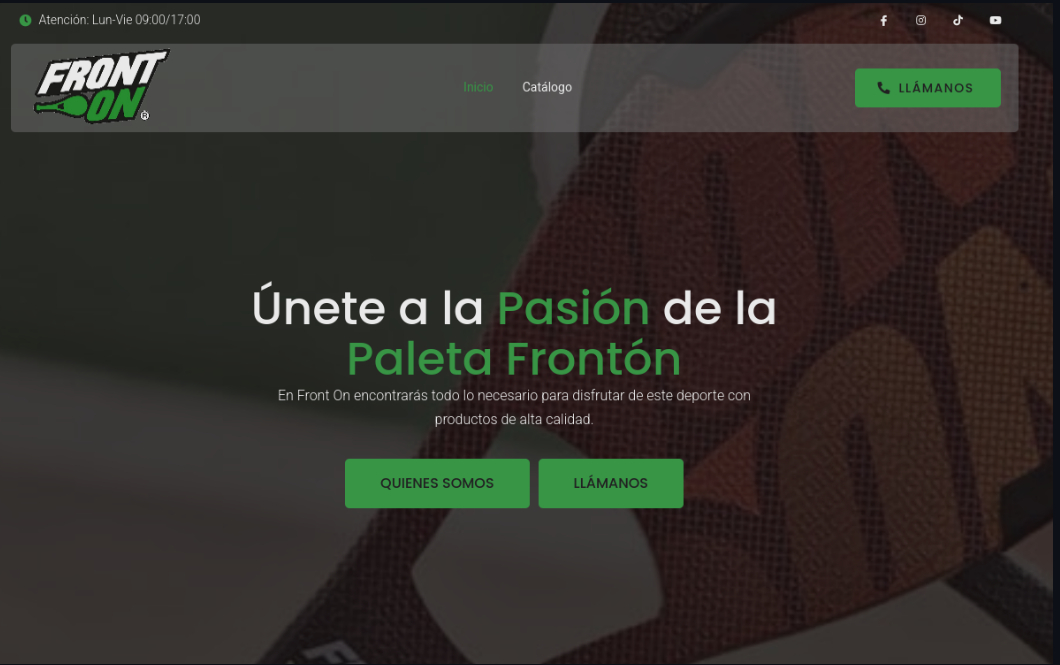 Atención: Lun-Vie 09:00/17:00
FRONT
ON ®
Inicio
Catálogo
LLÁMANOS
Únete a la Pasión de la
Paleta Frontón
En Front On encontrarás todo lo necesario para disfrutar de este deporte con
productos de alta calidad.
QUIENES SOMOS
LLÁMANOS